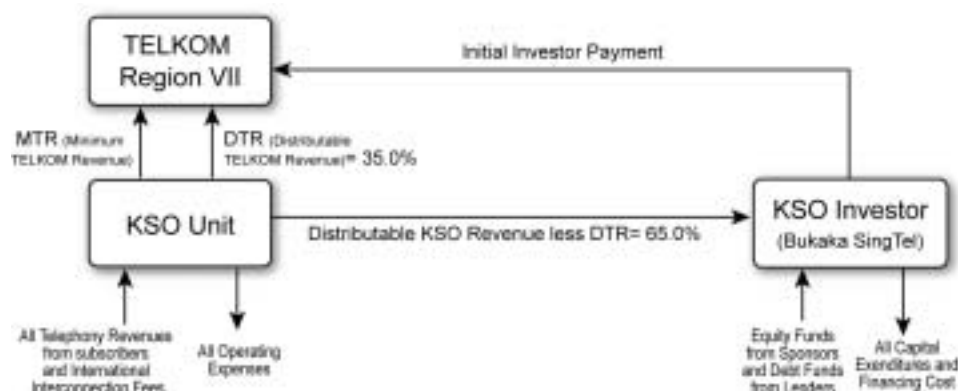 TELKOM
Region VII
Initial Investor Payment
MTR (Minimum
TELKOM Revenue)
DTR (Distributable
TELKOM Revenue)= 35.0%
KSO Unit
KSO Investor
(Bukaka SingTel)
Distributable KSO Revenue less DTR= 65.0%
All Telephony Revenues
from subscribers
and International
Interconnection Fees
All Operating
Expenses
Equity Funds
from Sponsors
and Debt Funds
from Lenders
All Capital
Exenditures and
Financing Cost